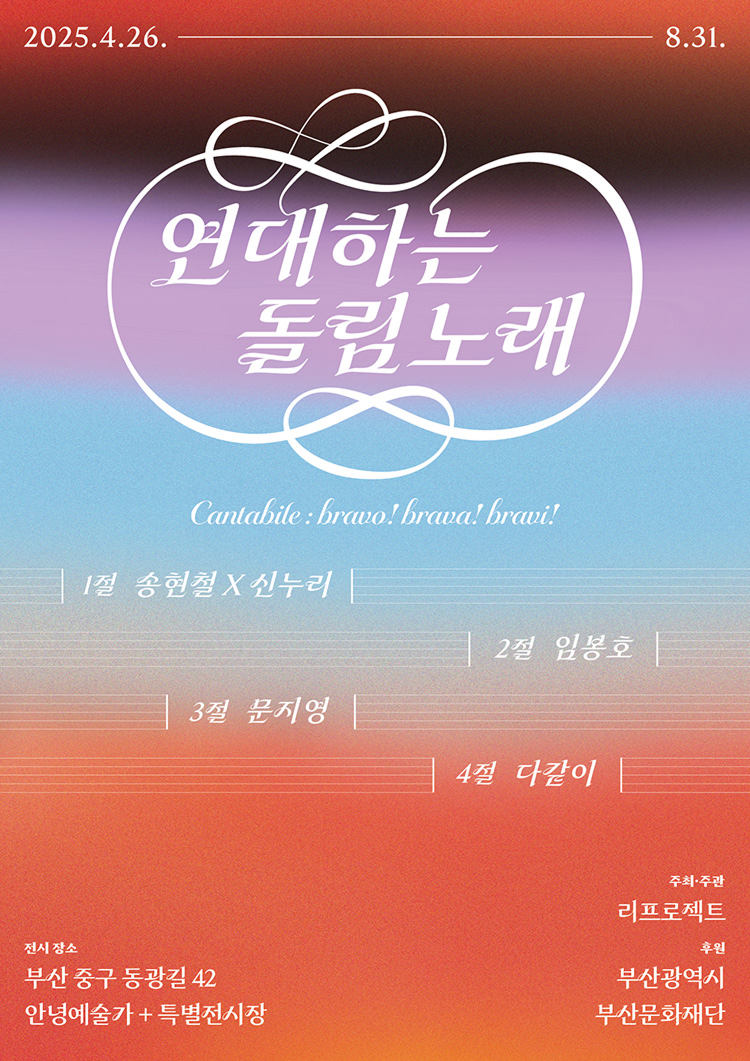 2025.4.26. 8.31.
연대하는
돌림노래
Cantabile : bravo! brava! bravi!
1절 송현철 X 신누리
2절 임봉호
3절 문지영
4절 다같이
주최·주관
리프로젝트
전시 장소
부산 중구 동광길 42
안녕예술가 + 특별전시장
후원
부산광역시
부산문화재단